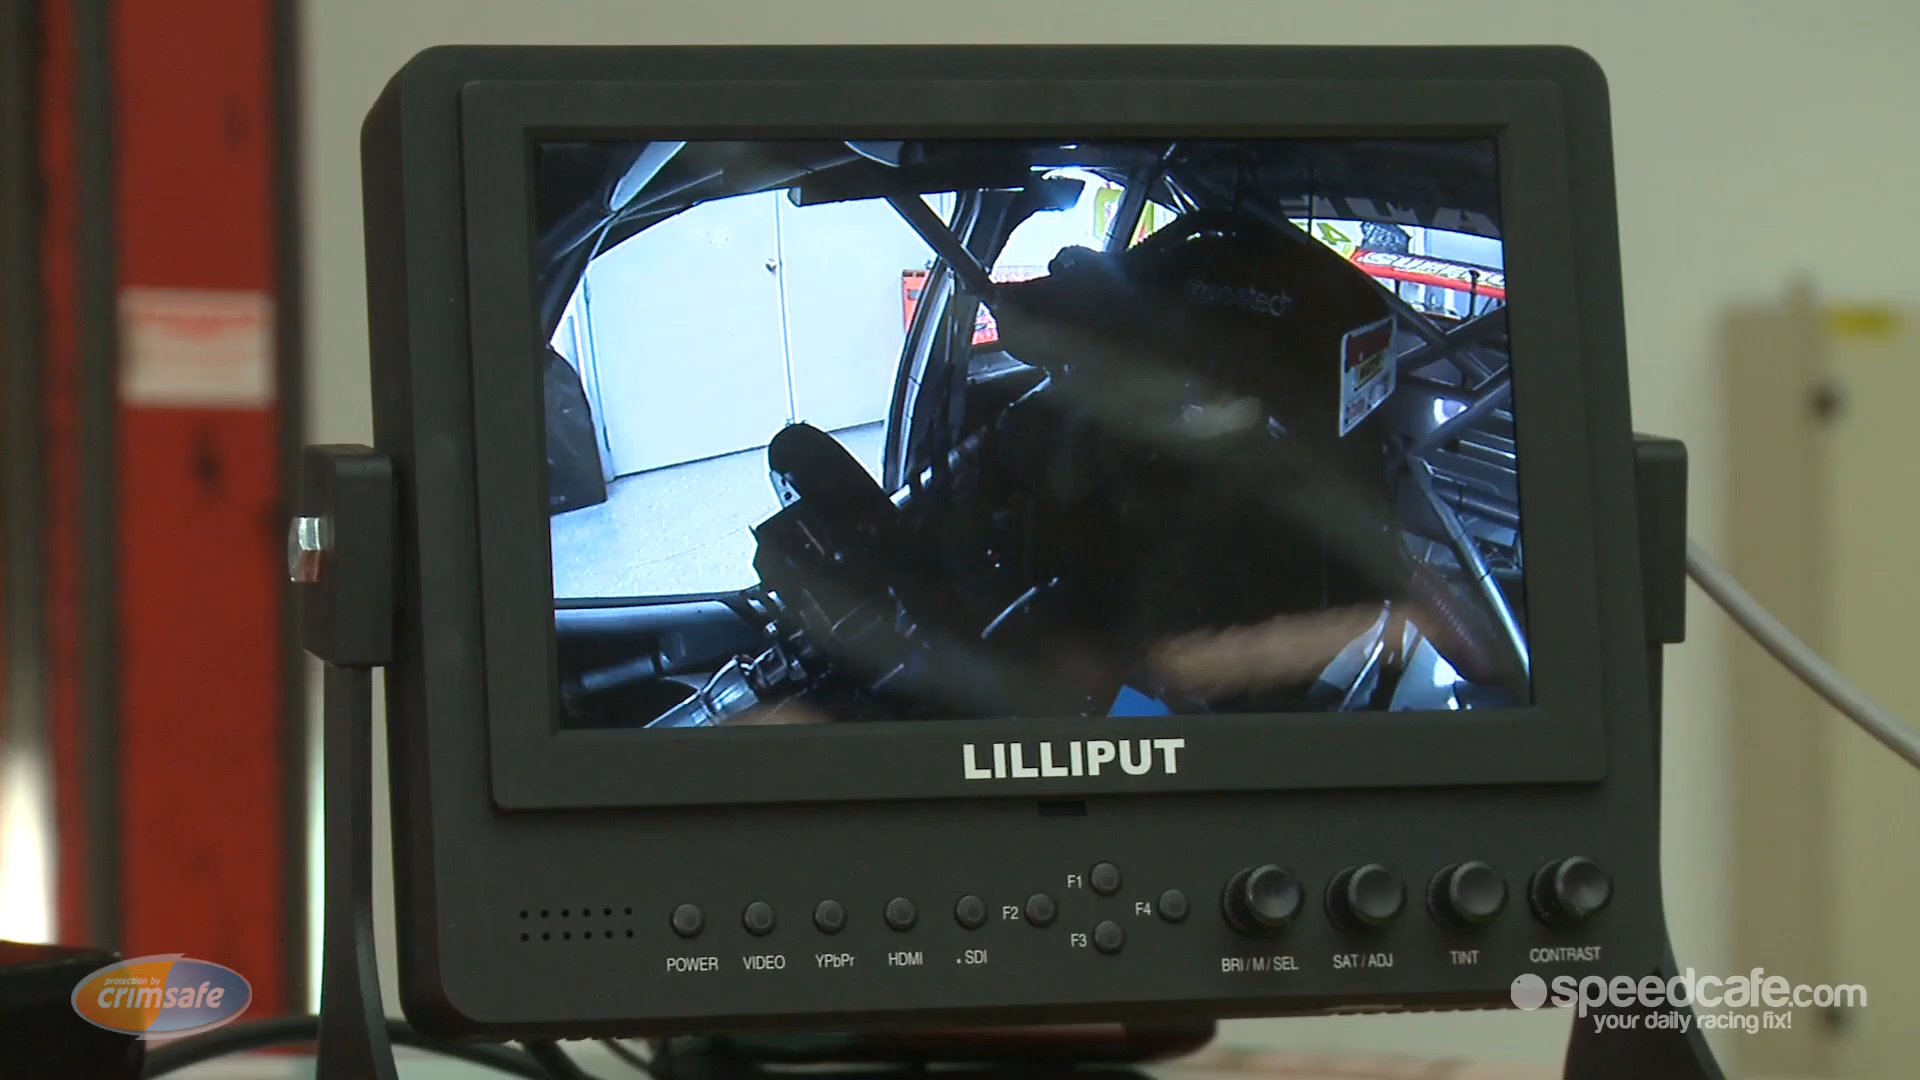 Racetech
LILLIPUT
F1
F2
F4
F3
POWER
VIDEO
YPbPr
HDMI
SDI
BRI / M / SEL
SAT / ADJ
TINT
CONTRAST
protection by
crimsafe
speedcafe.com
your daily racing fix!